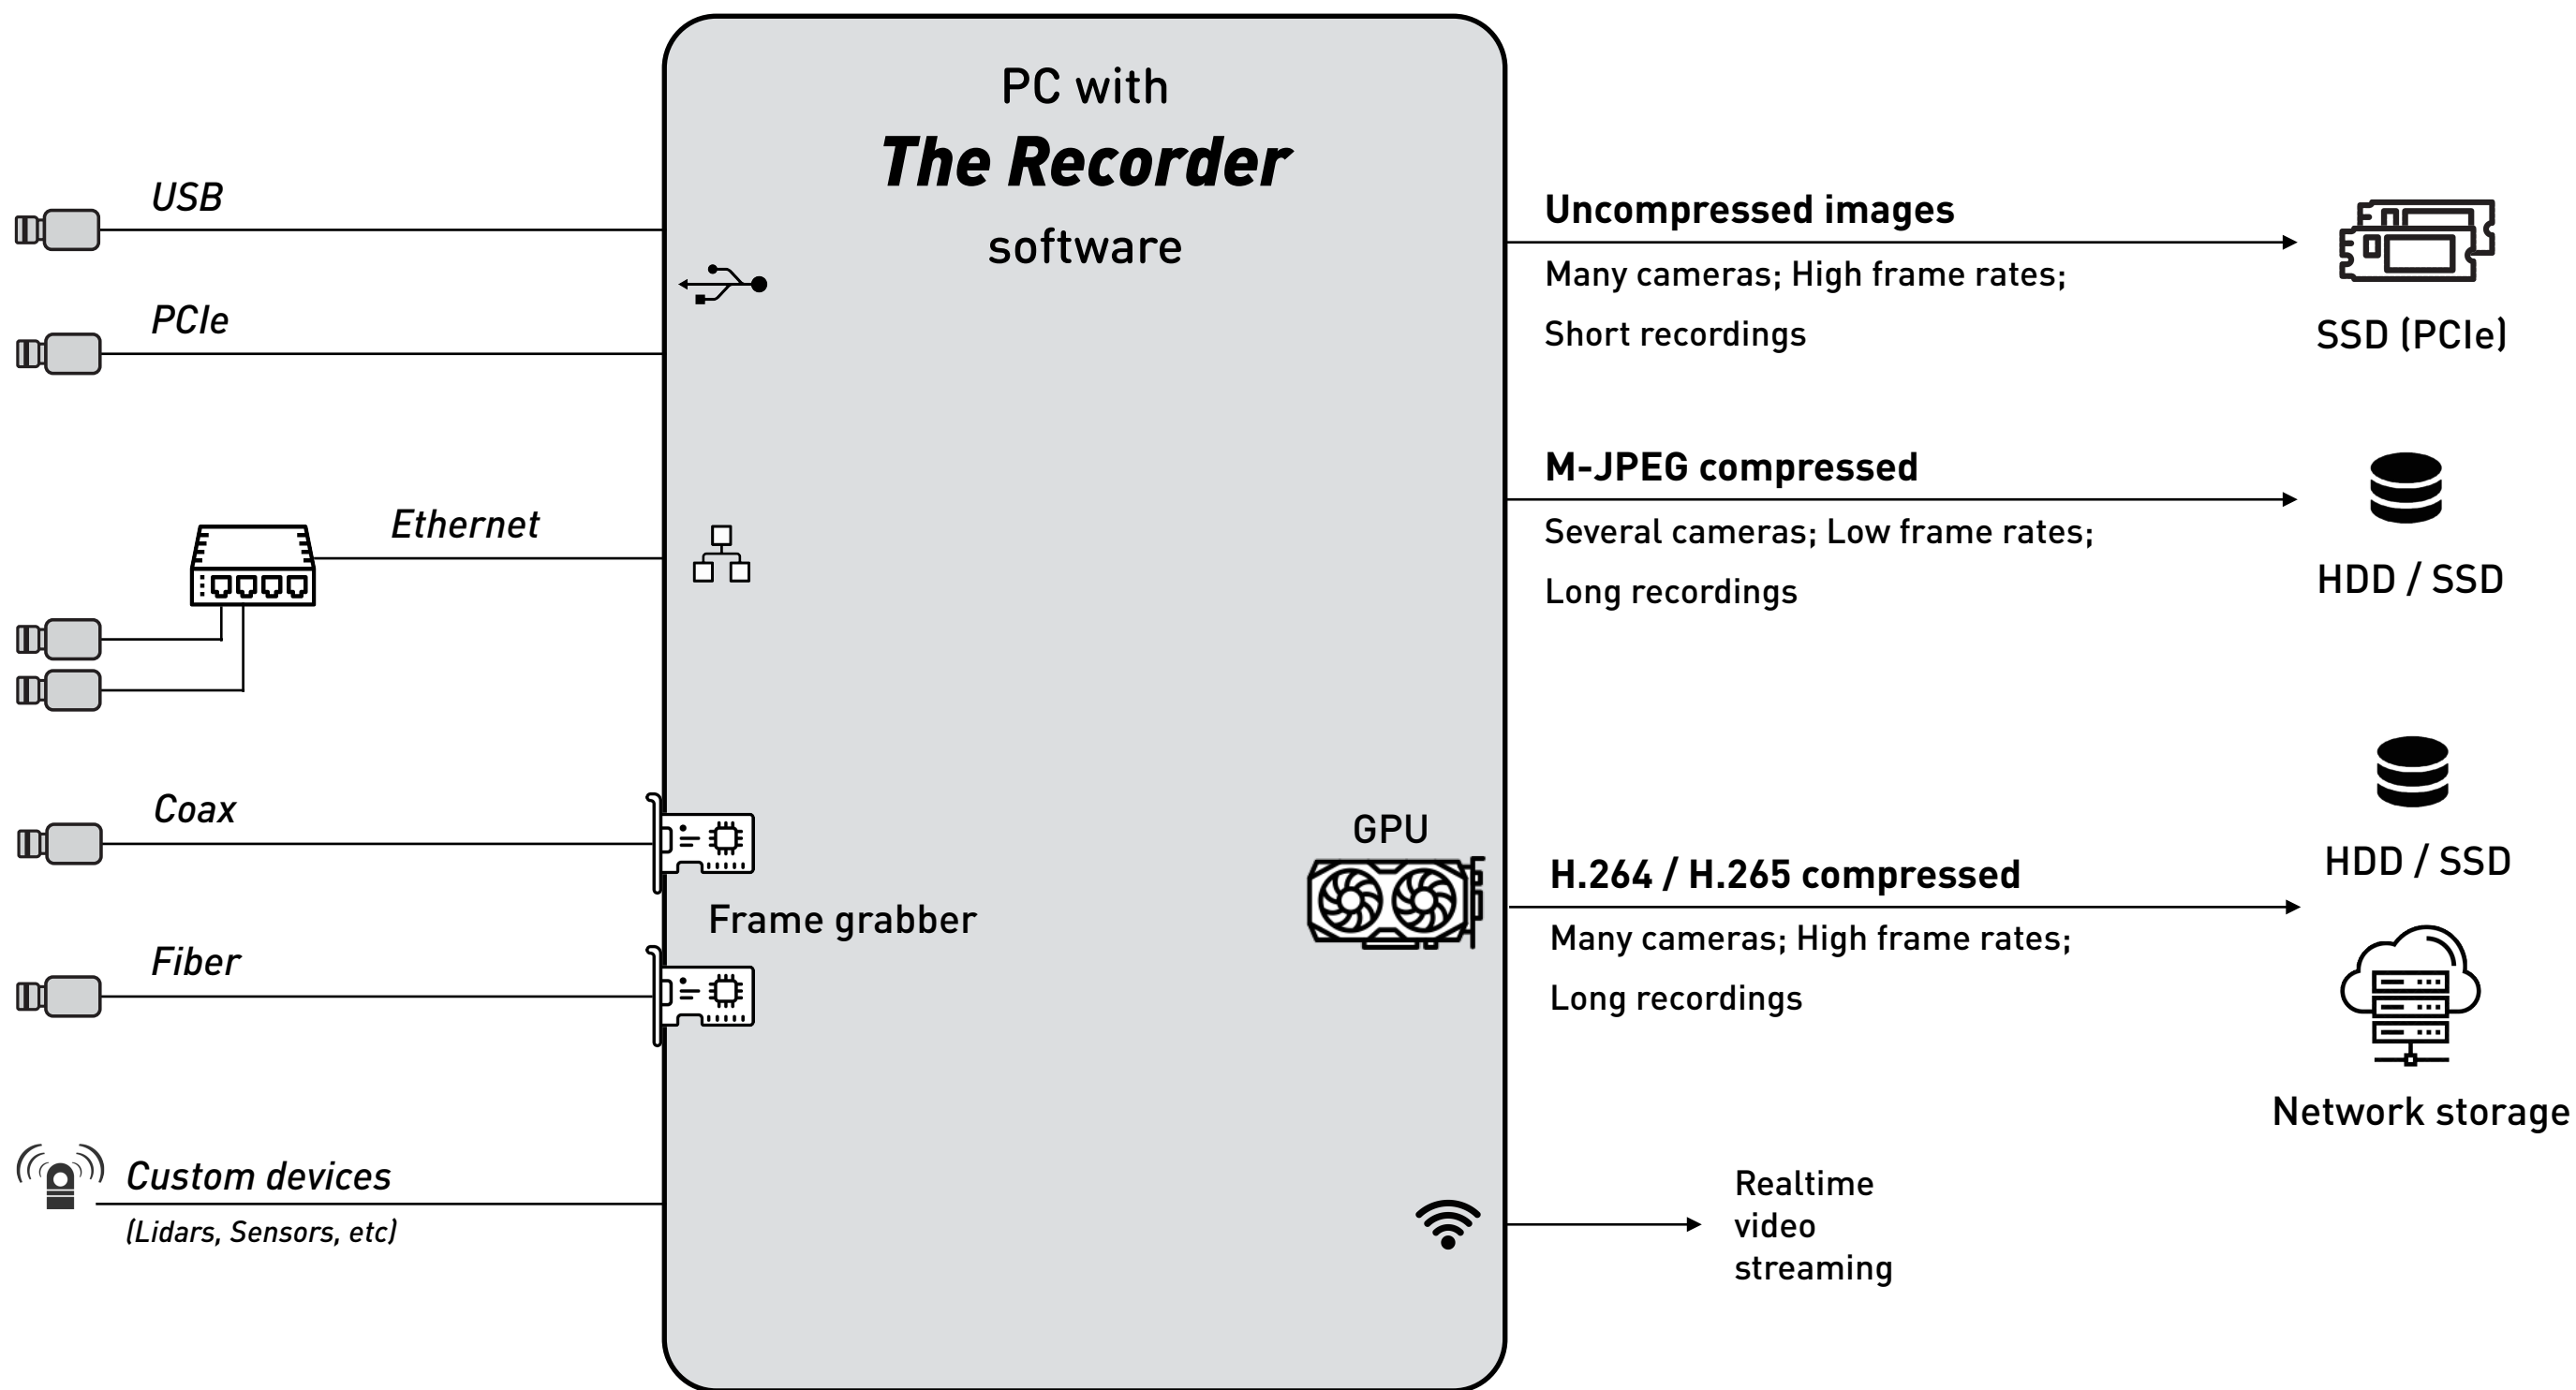 PC with
The Recorder
software
USB
PCIe
Ethernet
Coax
Fiber
Frame grabber
Custom devices
(Lidars, Sensors, etc)
GPU
Uncompressed images
Many cameras; High frame rates;
Short recordings
SSD (PCIe)
M-JPEG compressed
Several cameras; Low frame rates;
Long recordings
HDD / SSD
H.264 / H.265 compressed
Many cameras; High frame rates;
Long recordings
HDD / SSD
Network storage
Realtime
video
streaming